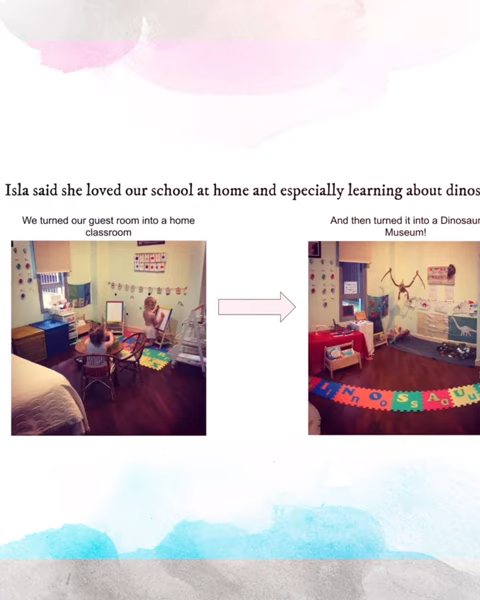 Isla said she loved our school at home and especially learning about dinos
We turned our guest room into a home
classroom
And then turned it into a Dinosaur
Museum!